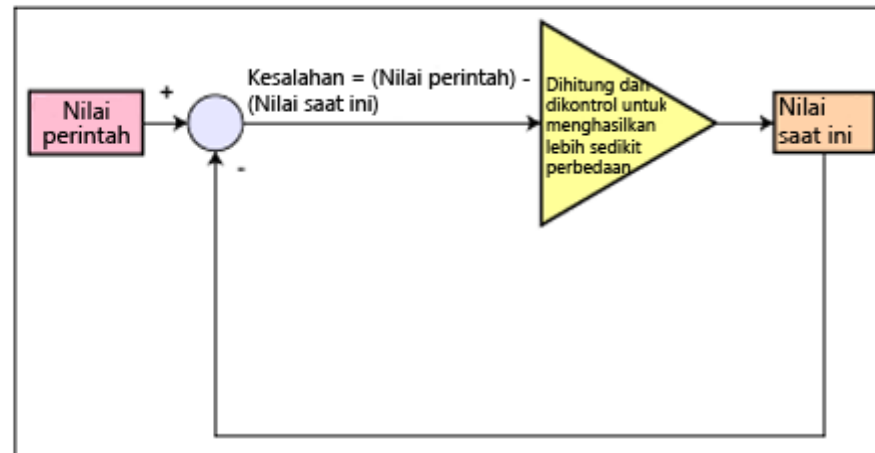 Nilai
perintah
+
-
Kesalahan = (Nilai perintah) -
(Nilai saat ini)
Dihitung dan
dikontrol untuk
menghasilkan
lebih sedikit
perbedaan
Nilai
saat ini